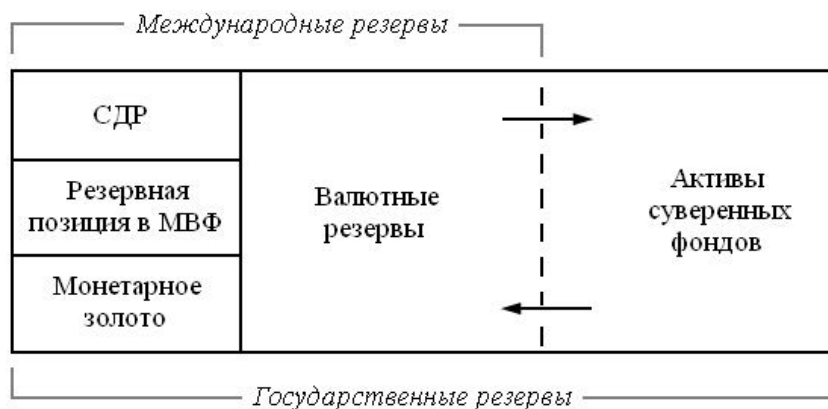 Международные резервы
СДР
Резервная
позиция в МВФ
Монетарное
золото
Валютные
резервы
Активы
суверенных
фондов
Государственные резервы